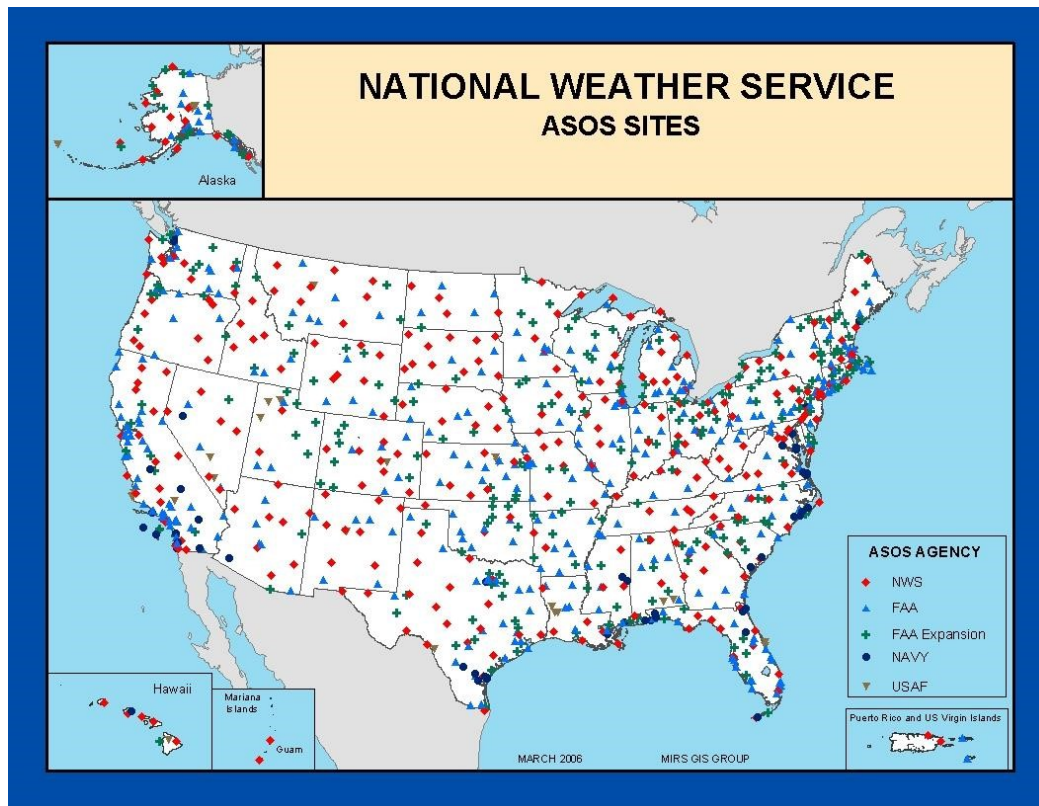 NATIONAL WEATHER SERVICE
ASOS SITES
Alaska
ASOS AGENCY
NWS
FAA
FAA Expansion
NAVY
USAF
Hawaii
Mariana
Islands
Guam
Puerto Rico and US Virgin Islands
MARCH 2006
MIRS GIS GROUP